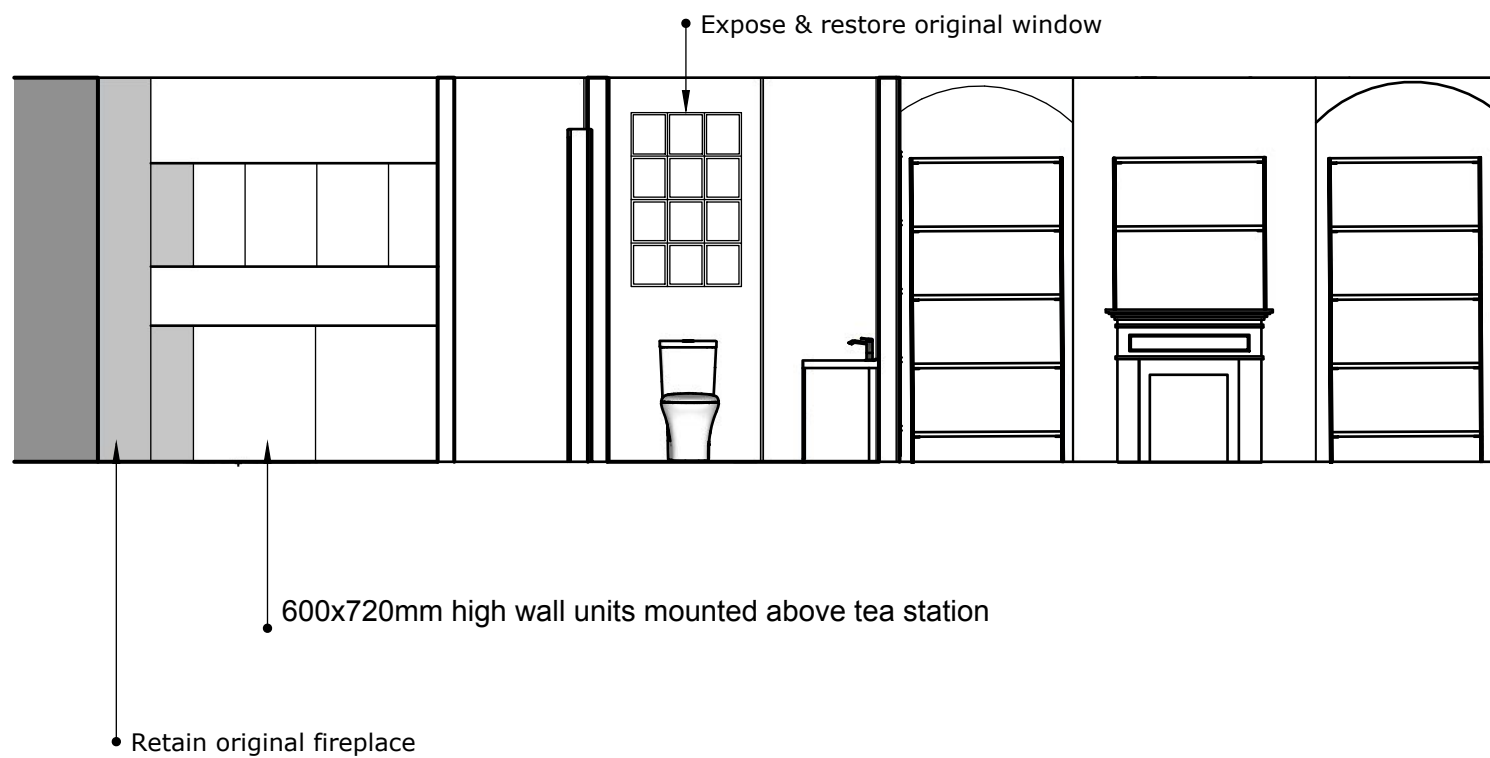 Expose & restore original window
600x720mm high wall units mounted above tea station
Retain original fireplace